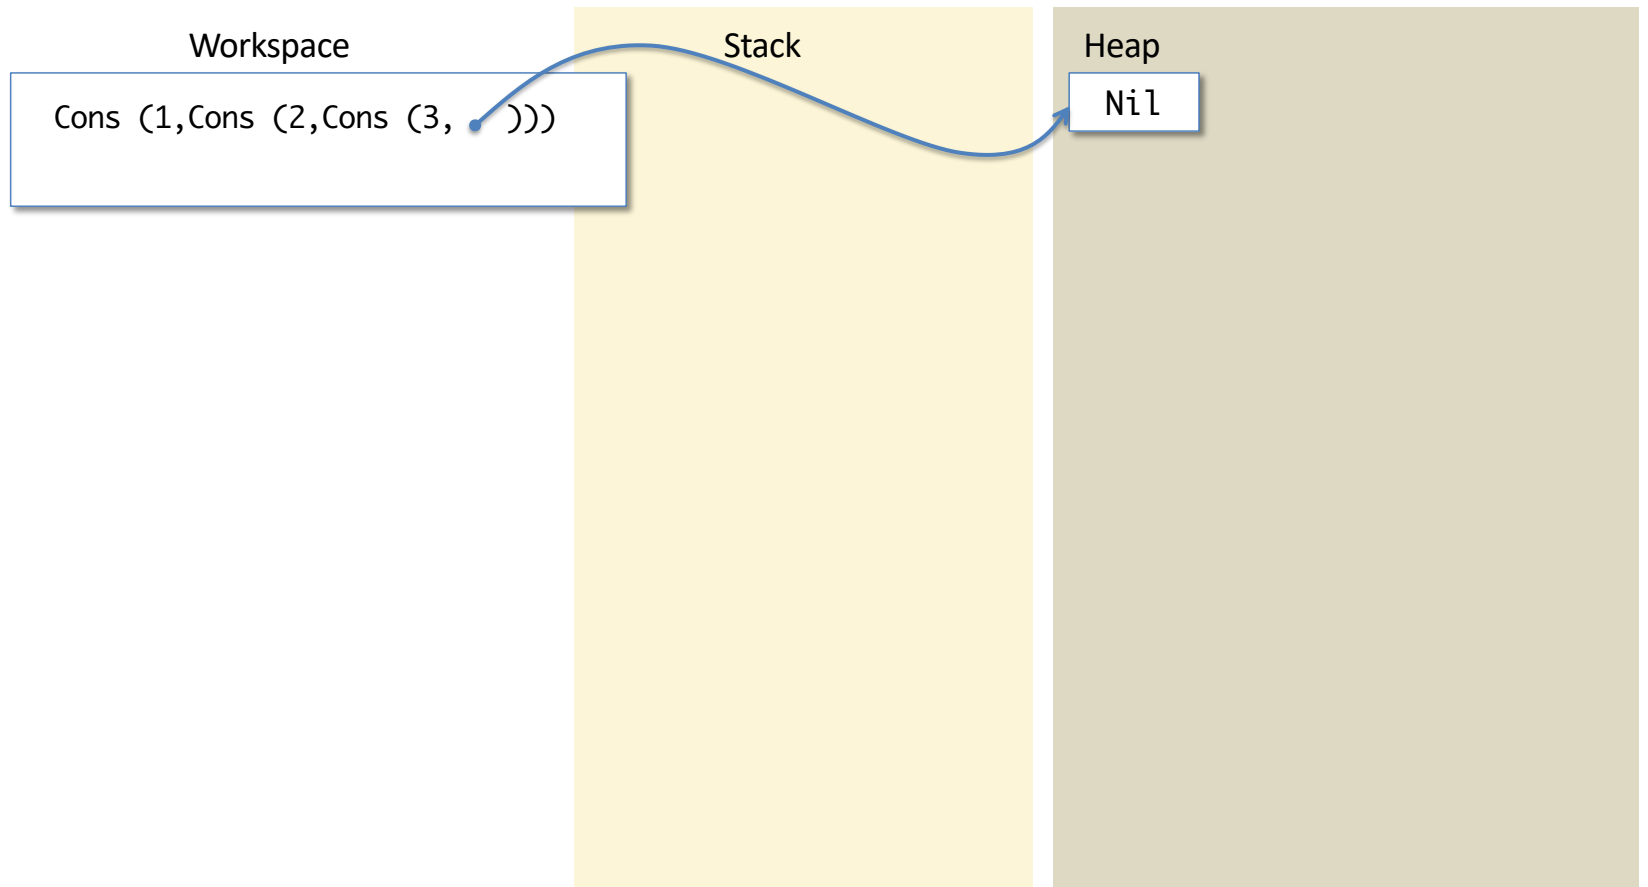 Workspace
Stack
Heap
Cons (1,Cons (2,Cons (3, )))
Nil